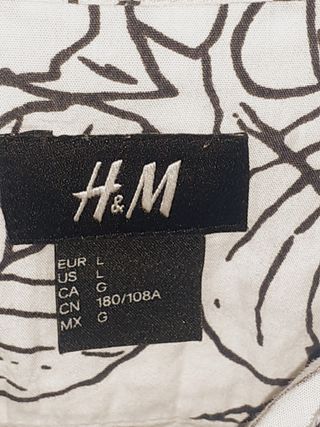 H&M
EUR L
US L
CA G
CN 180/108A
MX G